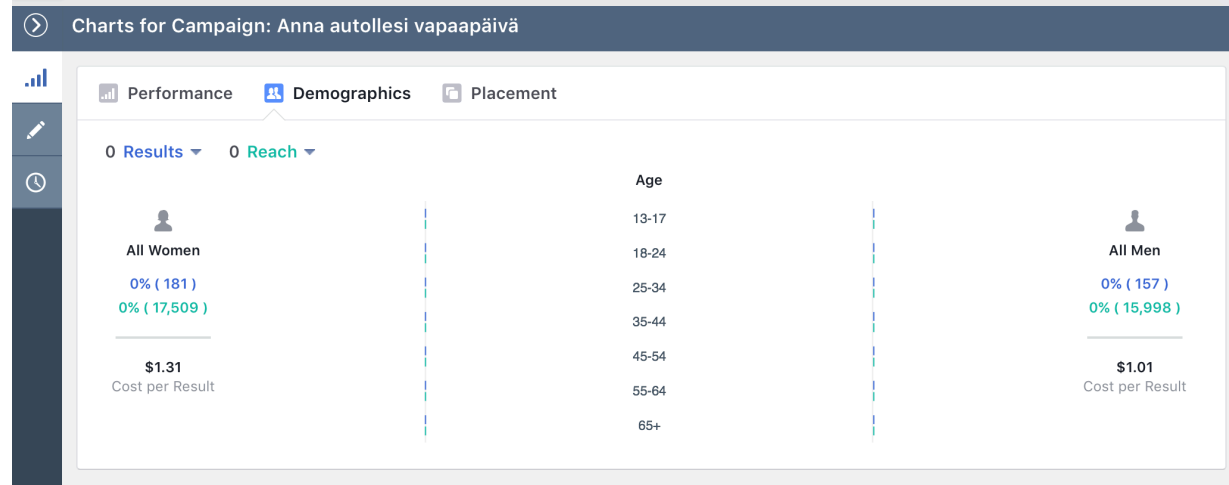 Charts for Campaign: Anna autollesi vapaapäivä
Performance Demographics Placement
0 Results 0 Reach
Age
13-17
18-24
25-34
35-44
45-54
55-64
65+
All Women
0% ( 181 )
0% ( 17,509 )
$1.31
Cost per Result
All Men
0% ( 157 )
0% ( 15,998 )
$1.01
Cost per Result